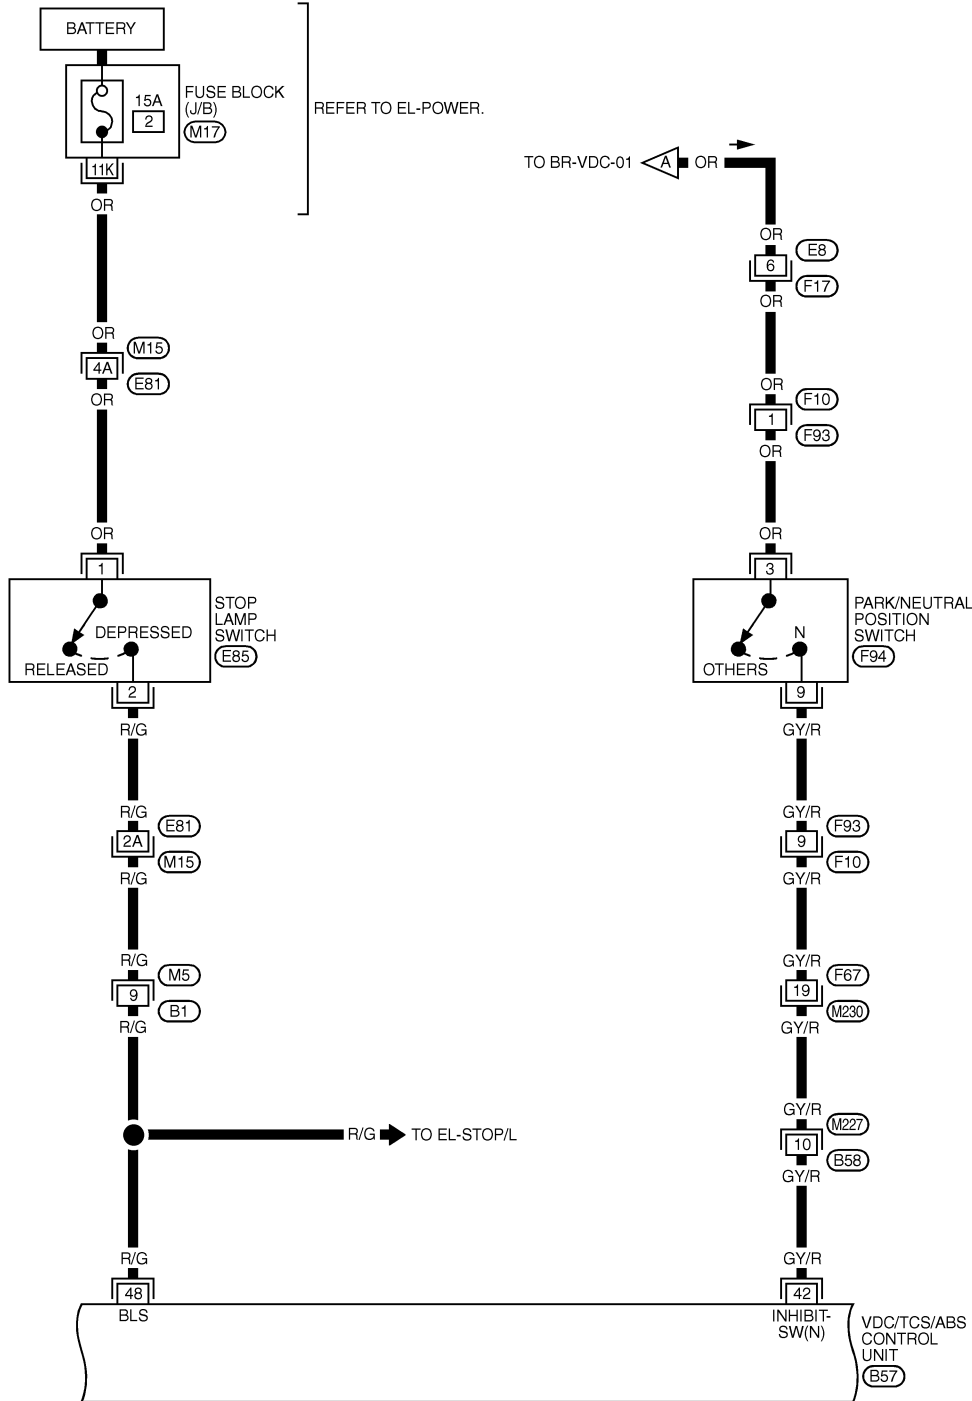 BATTERY
15A
2
FUSE BLOCK
(J/B)
M17
REFER TO EL-POWER.
11K
OR
OR
4A
M15
E81
OR
OR
1
STOP
LAMP
SWITCH
E85
DEPRESSED
RELEASED
2
R/G
R/G
2A
E81
M15
R/G
R/G
9
M5
B1
R/G
R/G
TO EL-STOP/L
R/G
48
BLS
TO BR-VDC-01
A
OR
OR
6
E8
F17
OR
OR
1
F10
F93
OR
OR
3
N
OTHERS
PARK/NEUTRAL
POSITION
SWITCH
F94
9
GY/R
GY/R
9
F93
F10
GY/R
GY/R
19
F67
M230
GY/R
GY/R
10
M227
B58
GY/R
GY/R
42
INHIBIT-
SW(N)
VDC/TCS/ABS
CONTROL
UNIT
B57